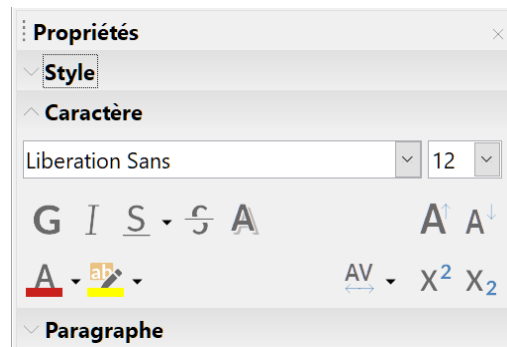 Propriétés
Style
Caractère
Liberation Sans 12
G I S S A A A
A ab AV X² X₂
Paragraphe